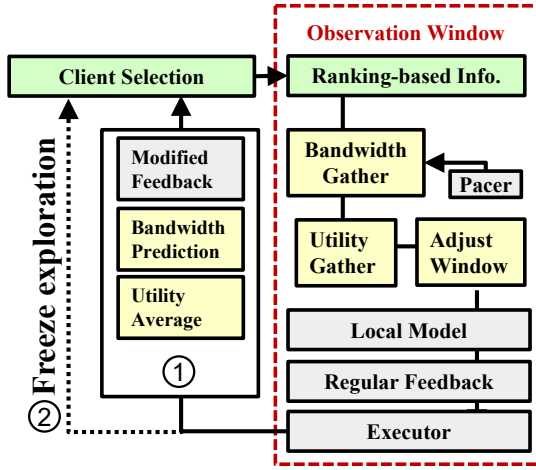 Observation Window
Client Selection
Ranking-based Info.
Modified
Feedback
Bandwidth
Prediction
Utility
Average
①
② Freeze exploration
Bandwidth
Gather
Pacer
Utility
Gather
Adjust
Window
Local Model
Regular Feedback
Executor